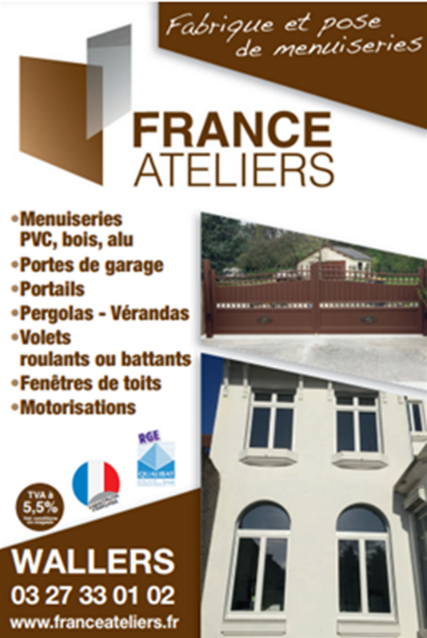 Fabrique et pose
de menuiseries
FRANCE
ATELIERS
•Menuiseries
PVC, bois, alu
•Portes de garage
•Portails
•Pergolas - Vérandas
•Volets
roulants ou battants
•Fenêtres de toits
•Motorisations
RGE
QUALIBAT
TVA à
5,5%
WALLERS
03 27 33 01 02
www.franceateliers.fr